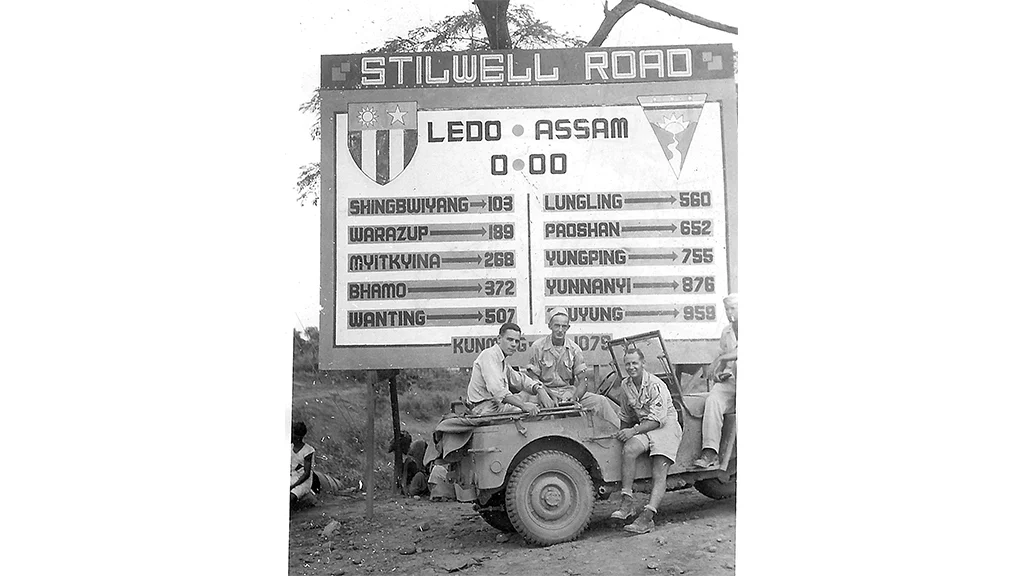 STILWELL ROAD
LEDO • ASSAM
0•00
SHINGBWIYANG → 103
WARAZUP → 189
MYITKYINA → 268
BHAMO → 372
WANTING → 507
LUNGLING → 560
PAOSHAN → 652
YUNGPING → 755
YUNNANYI → 876
959
1079